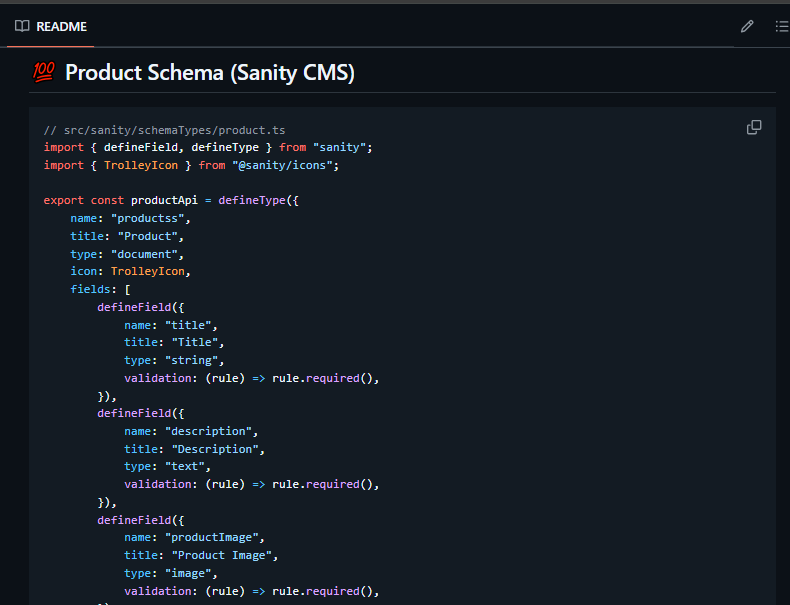 README
💯 Product Schema (Sanity CMS)
// src/sanity/schemaTypes/product.ts
import { defineField, defineType } from "sanity";
import { TrolleyIcon } from "@sanity/icons";

export const productApi = defineType({
    name: "productss",
    title: "Product",
    type: "document",
    icon: TrolleyIcon,
    fields: [
        defineField({
            name: "title",
            title: "Title",
            type: "string",
            validation: (rule) => rule.required(),
        }),
        defineField({
            name: "description",
            title: "Description",
            type: "text",
            validation: (rule) => rule.required(),
        }),
        defineField({
            name: "productImage",
            title: "Product Image",
            type: "image",
            validation: (rule) => rule.required(),